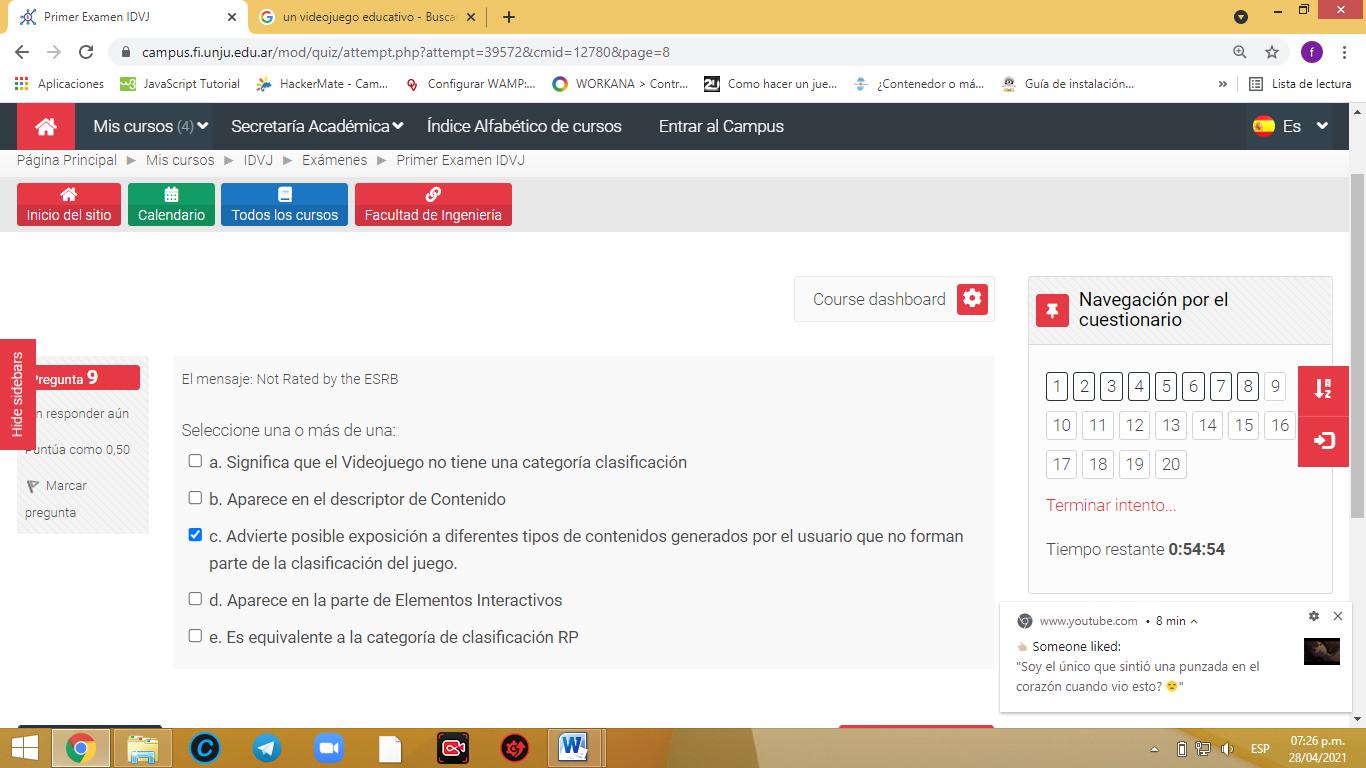 Primer Examen IDVJ
un videojuego educativo - Busca
campus.fi.unju.edu.ar/mod/quiz/attempt.php?attempt=39572&cmid=12780&page=8
f
Aplicaciones
JavaScript Tutorial
HackerMate - Cam...
Configurar WAMP:...
WORKANA > Contr...
Como hacer un jue...
¿Contenedor o má...
Guía de instalación...
»
Lista de lectura
Mis cursos (4)
Secretaría Académica
Índice Alfabético de cursos
Entrar al Campus
Es
Página Principal ► Mis cursos ► IDVJ ► Exámenes ► Primer Examen IDVJ
Inicio del sitio
Calendario
Todos los cursos
Facultad de Ingeniería
Course dashboard
Hide sidebars
Pregunta 9
n responder aún
Puntúa como 0,50
Marcar
pregunta
El mensaje: Not Rated by the ESRB
Seleccione una o más de una:
a. Significa que el Videojuego no tiene una categoría clasificación
b. Aparece en el descriptor de Contenido
c. Advierte posible exposición a diferentes tipos de contenidos generados por el usuario que no forman
parte de la clasificación del juego.
d. Aparece en la parte de Elementos Interactivos
e. Es equivalente a la categoría de clasificación RP
Navegación por el
cuestionario
1 2 3 4 5 6 7 8 9
10 11 12 13 14 15 16
17 18 19 20
Terminar intento...
Tiempo restante 0:54:54
www.youtube.com • 8 min
Someone liked:
"Soy el único que sintió una punzada en el
corazón cuando vio esto? 😔"
ESP
07:26 p.m.
28/04/2021